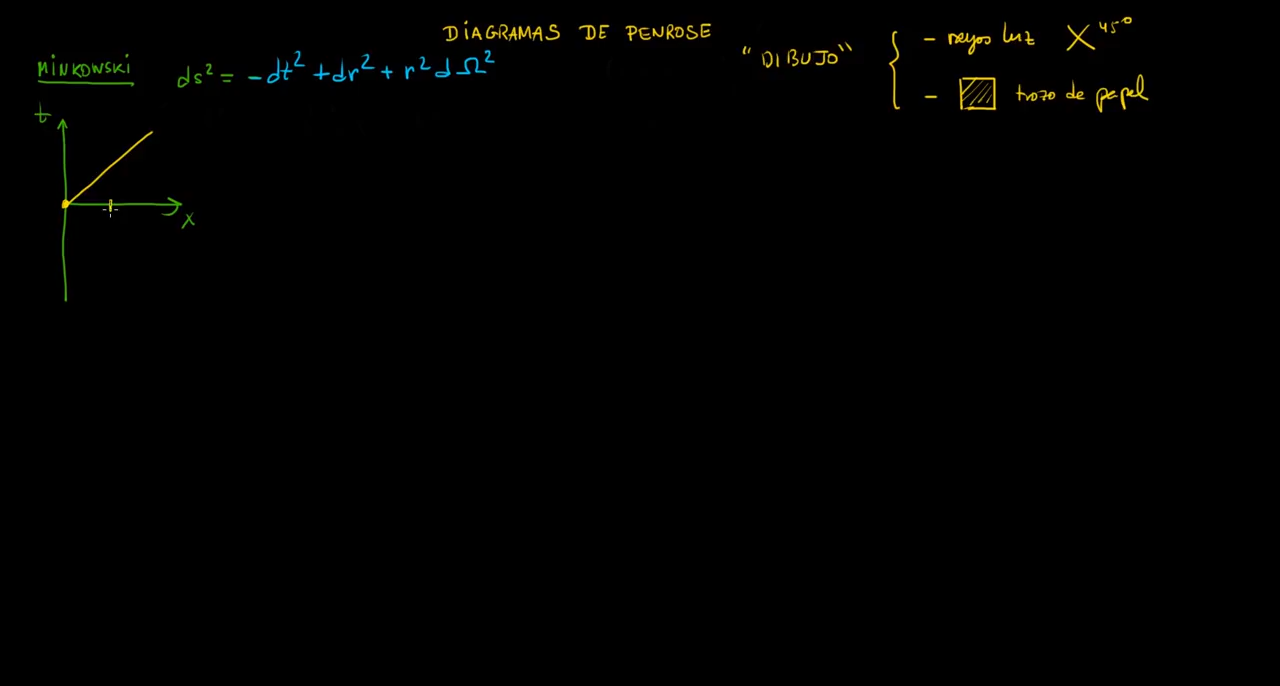 DIAGRAMAS DE PENROSE
MINKOWSKI ds² = -dt² + dr² + r² dΩ²
"DIBUJO"
- rayos luz 45°
- trozo de papel
t
x